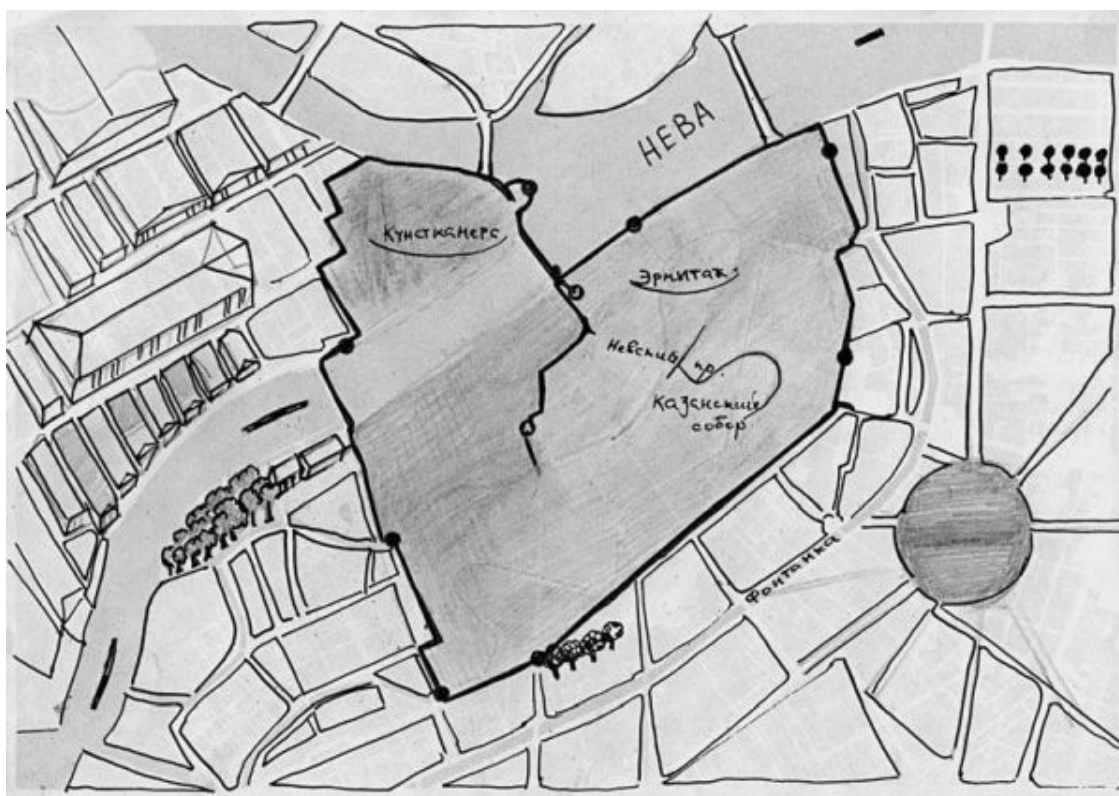 НЕВА
Кунсткамера
Эрмитаж
Невский пр.
Казанский
собор
Фонтанка